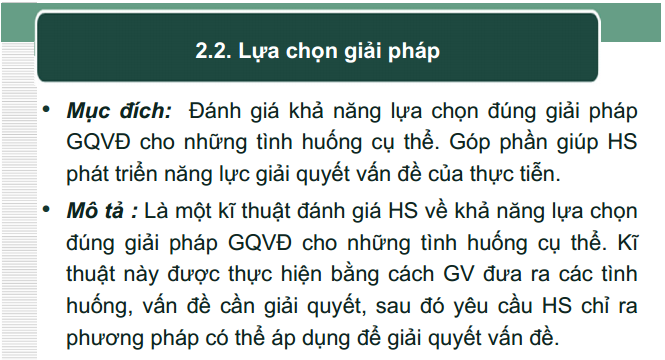 2.2. Lựa chọn giải pháp
• Mục đích: Đánh giá khả năng lựa chọn đúng giải pháp
GQVĐ cho những tình huống cụ thể. Góp phần giúp HS
phát triển năng lực giải quyết vấn đề của thực tiễn.
• Mô tả : Là một kĩ thuật đánh giá HS về khả năng lựa chọn
đúng giải pháp GQVĐ cho những tình huống cụ thể. Kĩ
thuật này được thực hiện bằng cách GV đưa ra các tình
huống, vấn đề cần giải quyết, sau đó yêu cầu HS chỉ ra
phương pháp có thể áp dụng để giải quyết vấn đề.